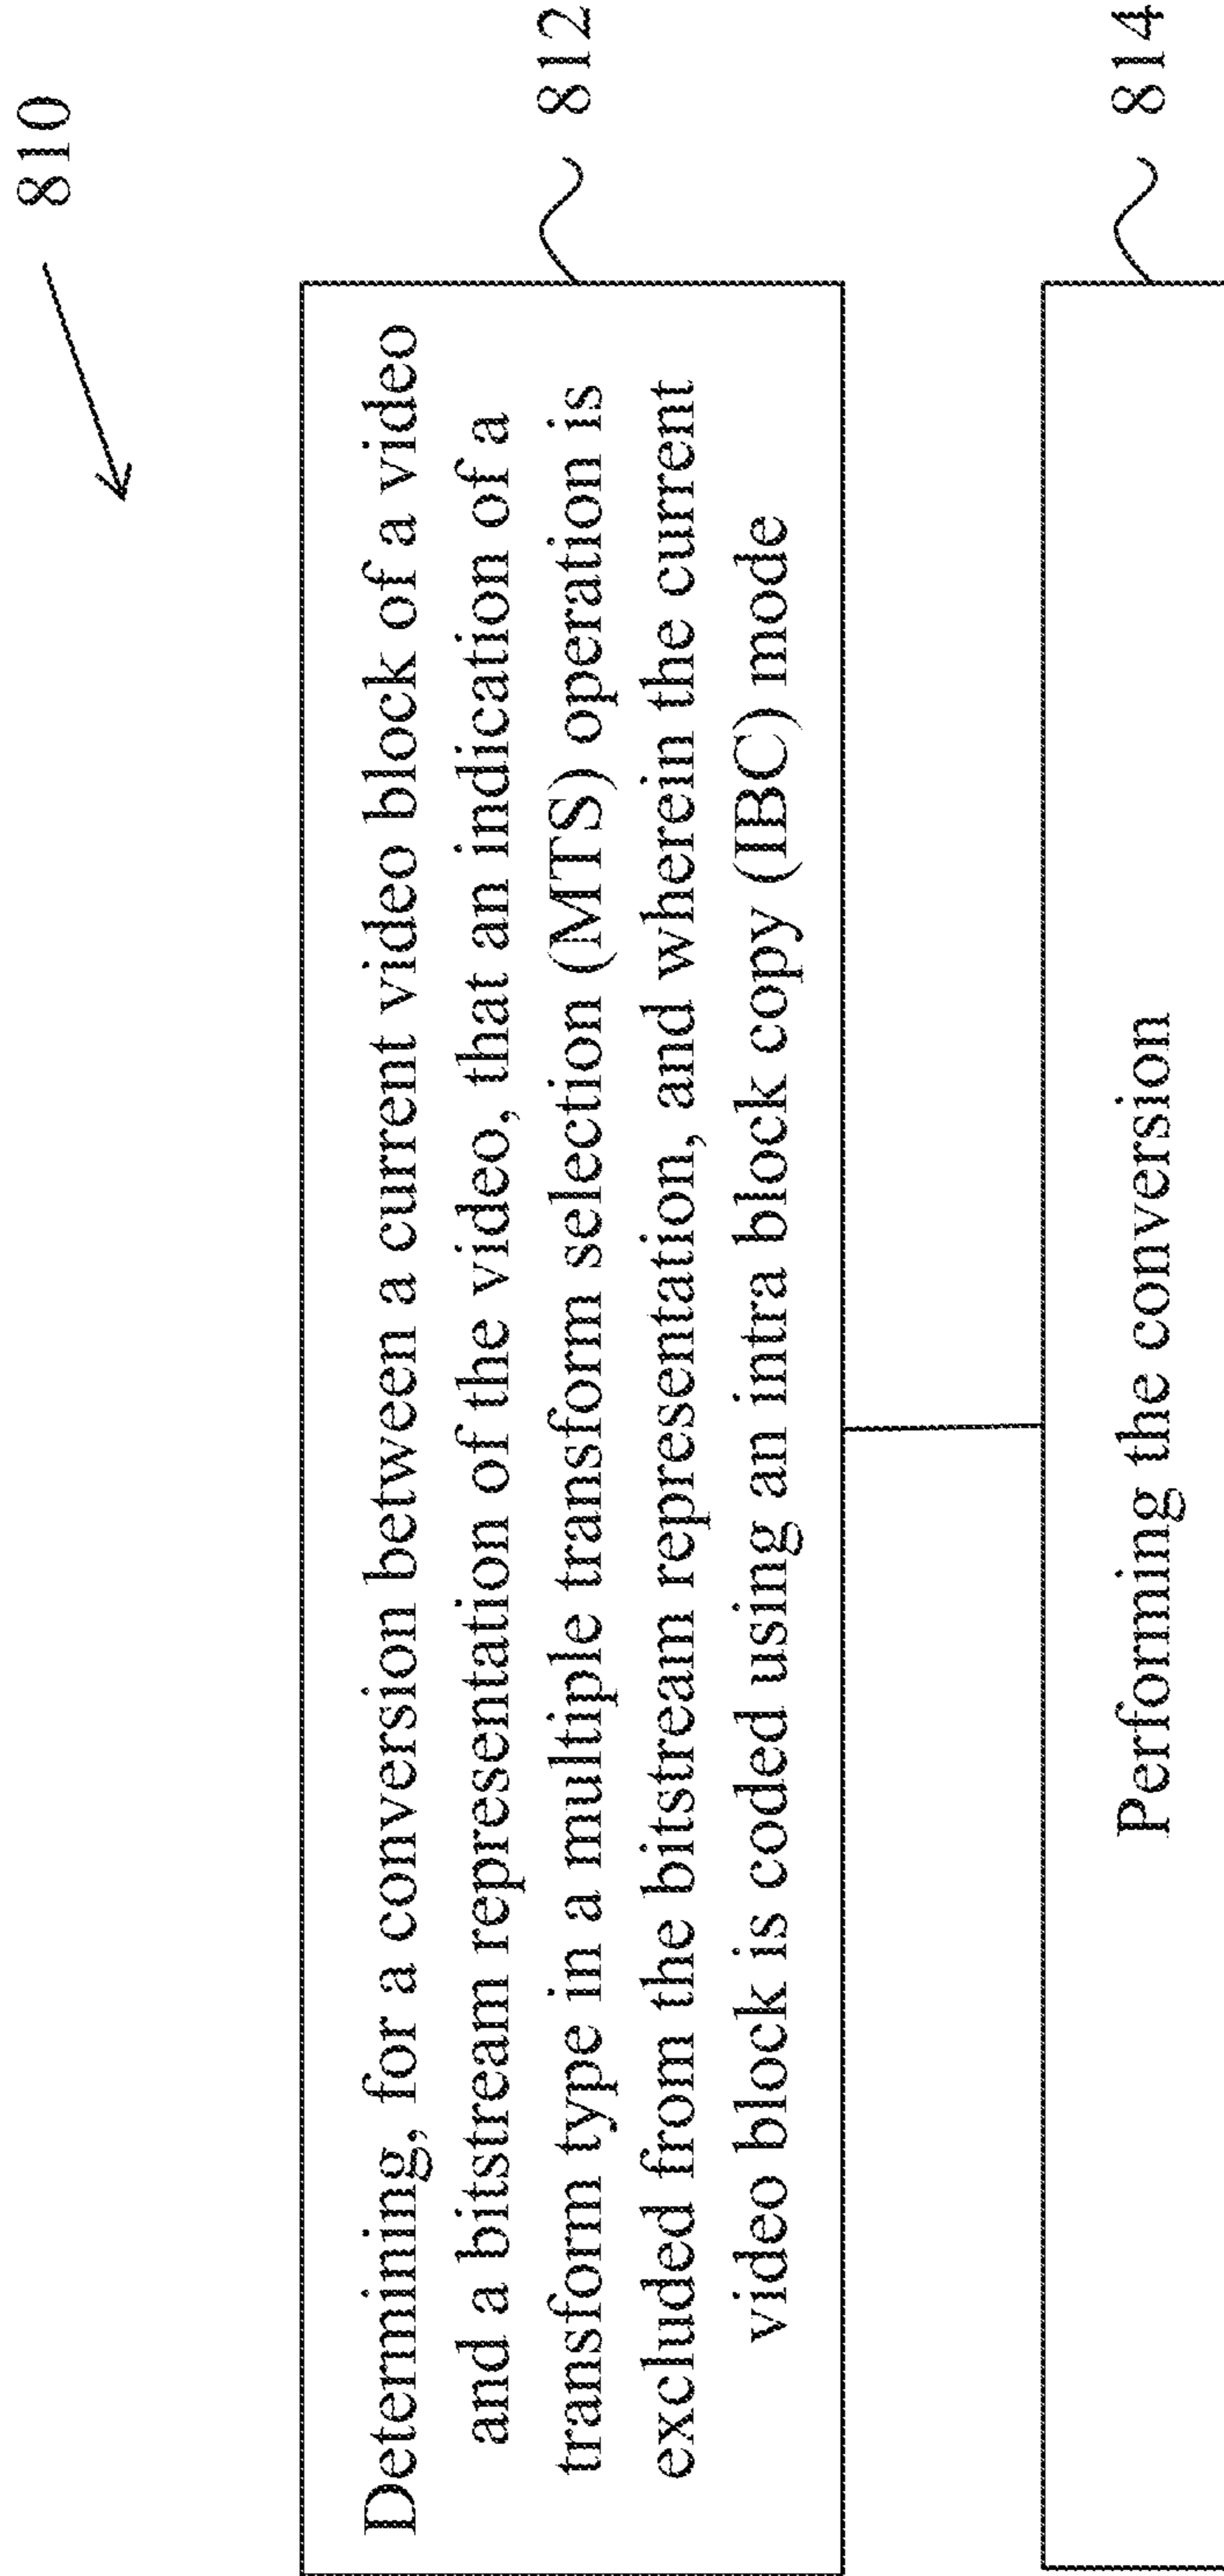 810
Determining, for a conversion between a current video block of a video
and a bitstream representation of the video, that an indication of a
transform type in a multiple transform selection (MTS) operation is
excluded from the bitstream representation, and wherein the current
video block is coded using an intra block copy (IBC) mode
812
Performing the conversion
814